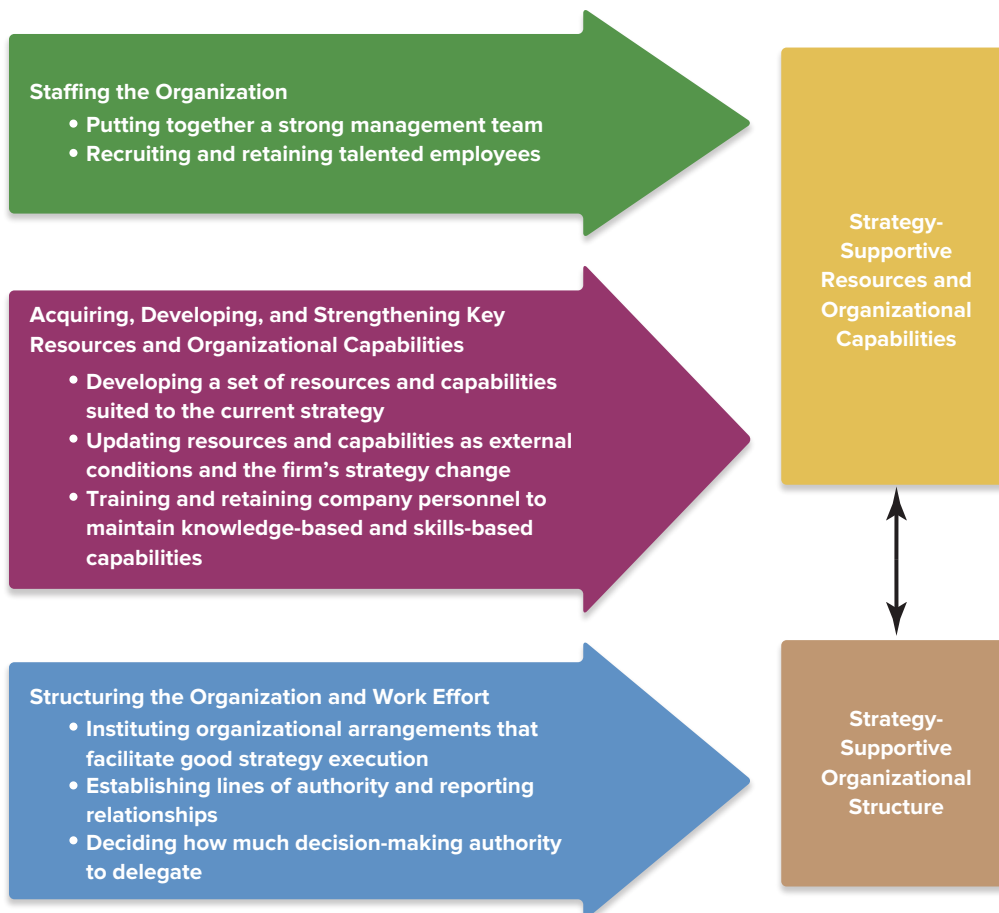 Staffing the Organization
• Putting together a strong management team
• Recruiting and retaining talented employees
Acquiring, Developing, and Strengthening Key
Resources and Organizational Capabilities
• Developing a set of resources and capabilities
suited to the current strategy
• Updating resources and capabilities as external
conditions and the firm’s strategy change
• Training and retaining company personnel to
maintain knowledge-based and skills-based
capabilities
Structuring the Organization and Work Effort
• Instituting organizational arrangements that
facilitate good strategy execution
• Establishing lines of authority and reporting
relationships
• Deciding how much decision-making authority
to delegate
Strategy-
Supportive
Resources and
Organizational
Capabilities
Strategy-
Supportive
Organizational
Structure